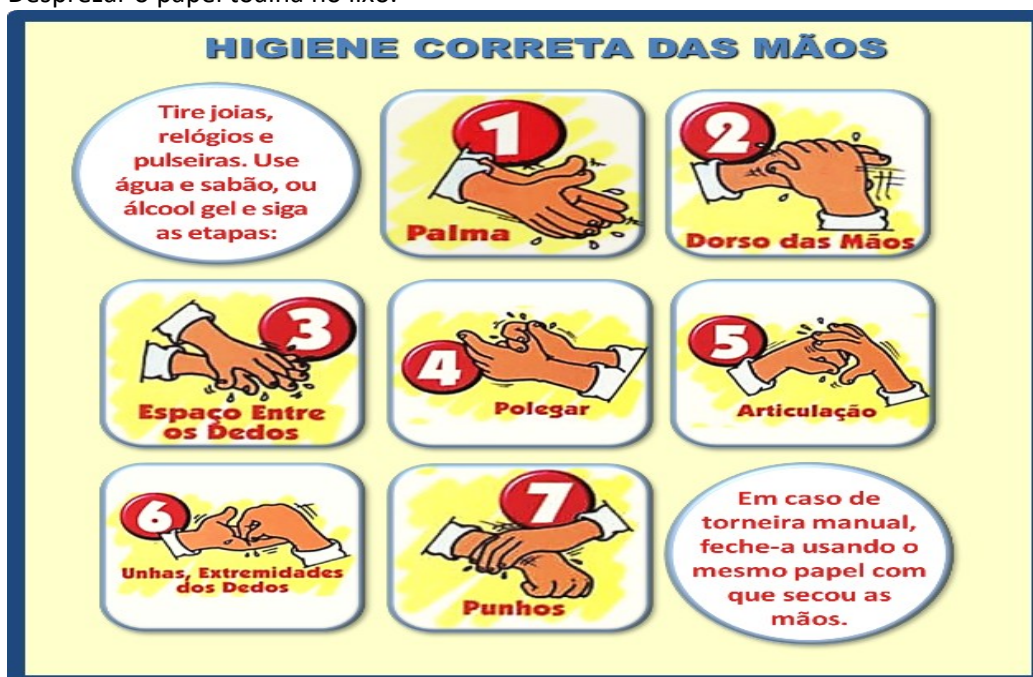 Desprezar o papel toalha no lixo.
HIGIENE CORRETA DAS MÃOS
Tire joias,
relógios e
pulseiras. Use
água e sabão, ou
álcool gel e siga
as etapas:
1
Palma
2
Dorso das Mãos
3
Espaço Entre
os Dedos
4
Polegar
5
Articulação
6
Unhas, Extremidades
dos Dedos
7
Punhos
Em caso de
torneira manual,
feche-a usando o
mesmo papel com
que secou as
mãos.